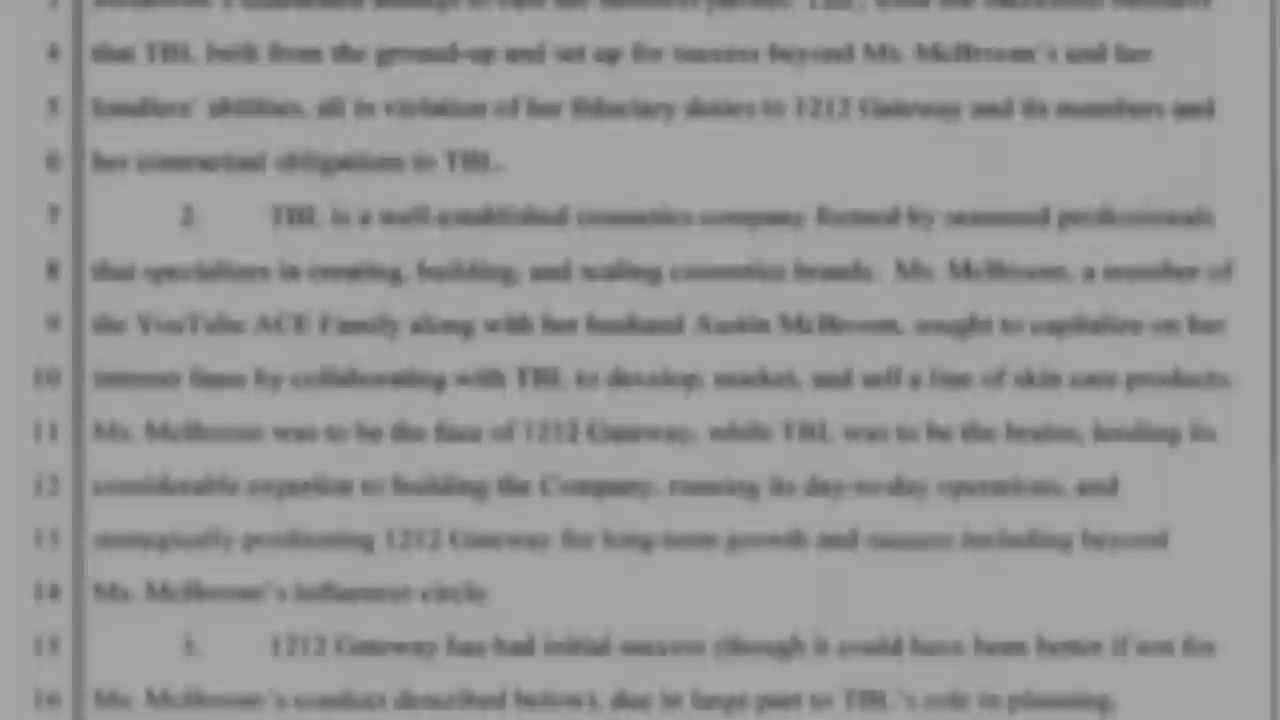 4 that TBL built from the ground-up and set up for success beyond Ms. McBroom's and her
5 handlers' abilities, all in violation of her fiduciary duties to 1212 Gateway and its members and
6 her contractual obligations to TBL.
7 2. TBL is a well-established cosmetics company formed by seasoned professionals
8 that specializes in creating, building, and scaling cosmetics brands. Ms. McBroom, a member of
9 the YouTube ACE Family along with her husband Austin McBroom, sought to capitalize on her
10 internet fame by collaborating with TBL to develop, market, and sell a line of skin care products.
11 Ms. McBroom was to be the face of 1212 Gateway, while TBL was to be the brains, lending its
12 considerable expertise to building the Company, running its day-to-day operations, and
13 strategically positioning 1212 Gateway for long-term growth and success including beyond
14 Ms. McBroom's influencer circle.
15 3. 1212 Gateway has had initial success (though it could have been better if not for
16 Ms. McBroom's conduct described below), due in large part to TBL's role in planning,